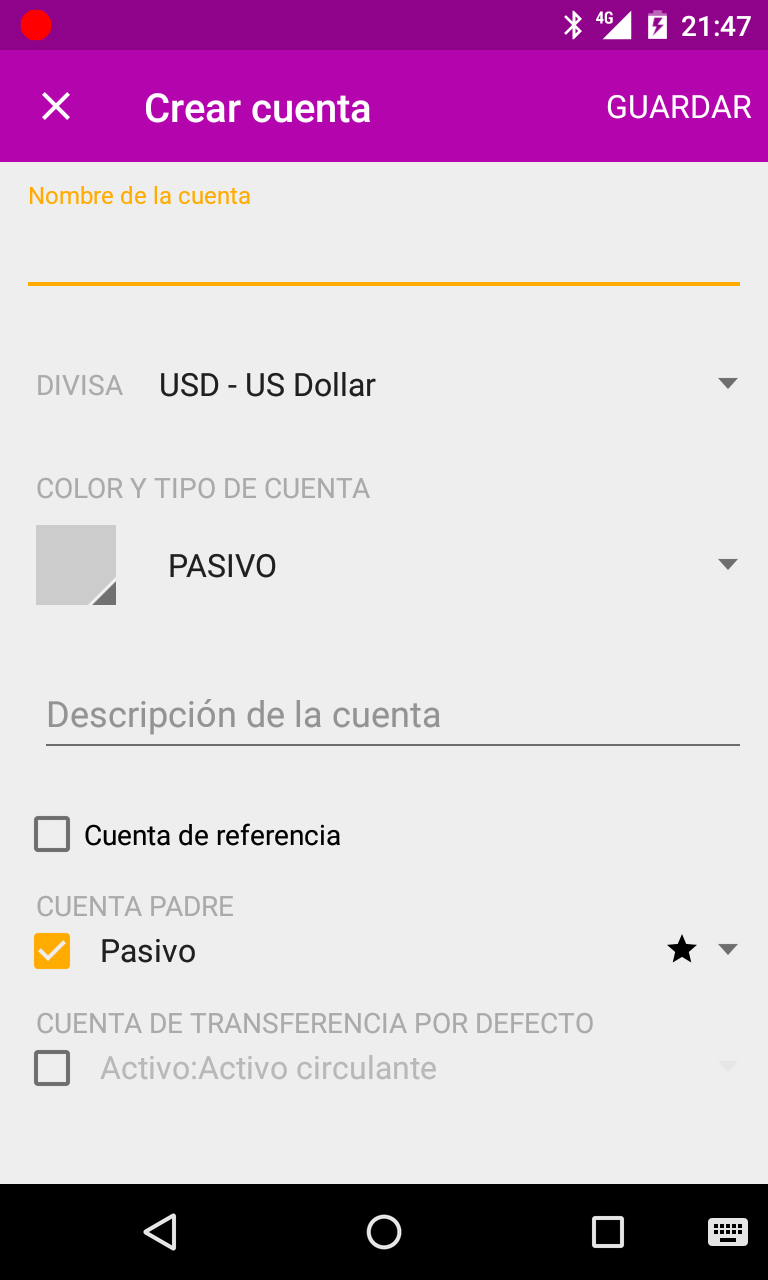 4G 21:47
Crear cuenta GUARDAR
Nombre de la cuenta
DIVISA USD - US Dollar
COLOR Y TIPO DE CUENTA
PASIVO
Descripción de la cuenta
Cuenta de referencia
CUENTA PADRE
Pasivo
CUENTA DE TRANSFERENCIA POR DEFECTO
Activo:Activo circulante